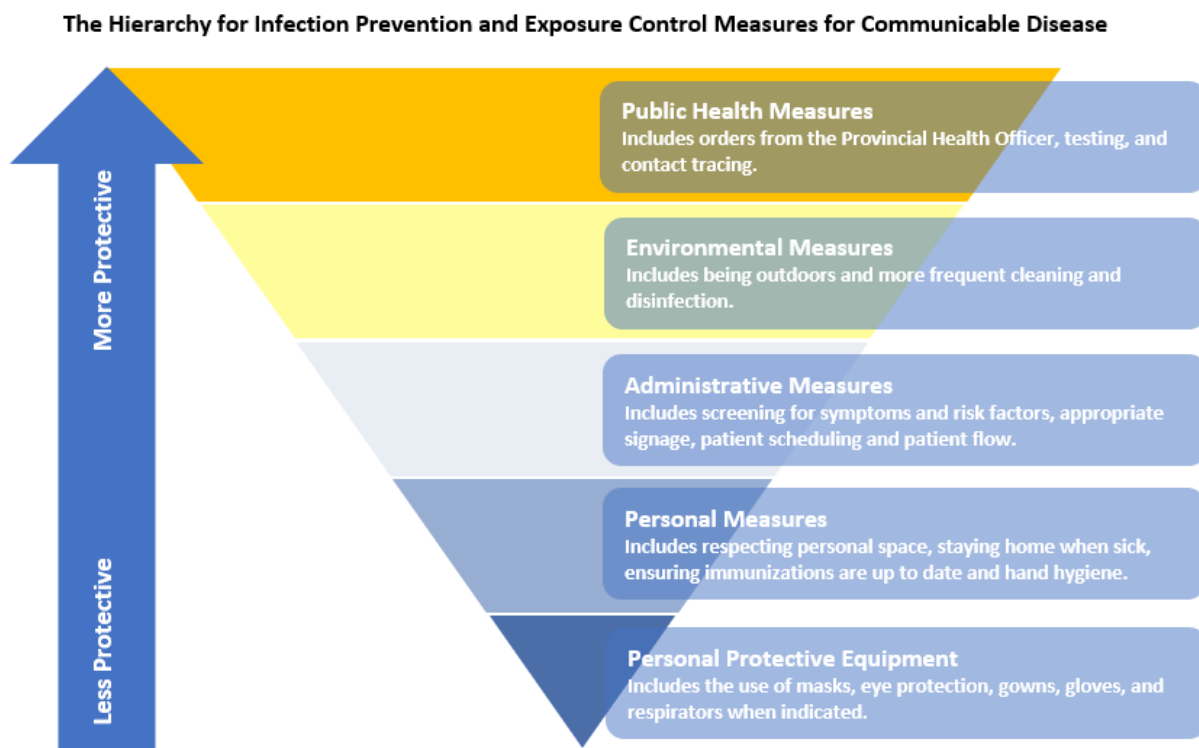 The Hierarchy for Infection Prevention and Exposure Control Measures for Communicable Disease
More Protective
Less Protective
Public Health Measures
Includes orders from the Provincial Health Officer, testing, and
contact tracing.
Environmental Measures
Includes being outdoors and more frequent cleaning and
disinfection.
Administrative Measures
Includes screening for symptoms and risk factors, appropriate
signage, patient scheduling and patient flow.
Personal Measures
Includes respecting personal space, staying home when sick,
ensuring immunizations are up to date and hand hygiene.
Personal Protective Equipment
Includes the use of masks, eye protection, gowns, gloves, and
respirators when indicated.